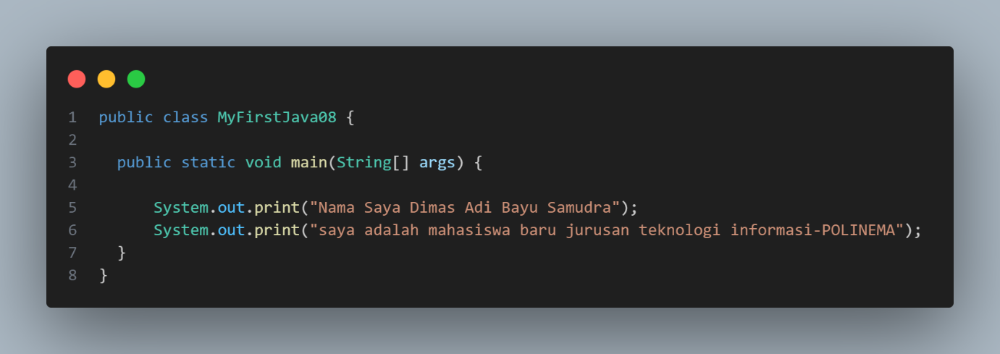 1 public class MyFirstJava08 {
2
3 public static void main(String[] args) {
4
5 System.out.print("Nama Saya Dimas Adi Bayu Samudra");
6 System.out.print("saya adalah mahasiswa baru jurusan teknologi informasi-POLINEMA");
7 }
8 }